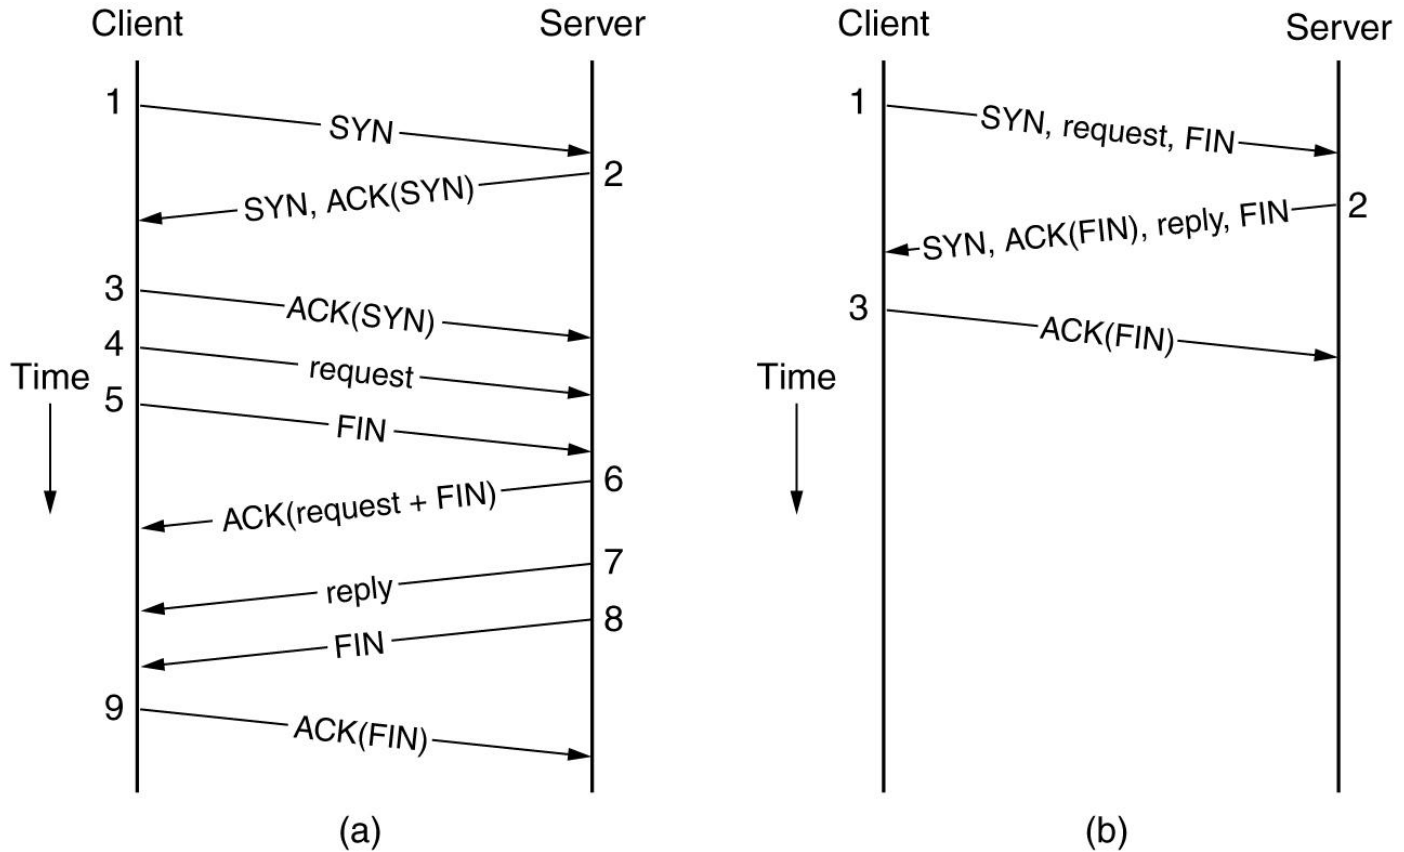 Client
Server
1
SYN
2
SYN, ACK(SYN)
3
ACK(SYN)
4
request
Time
5
FIN
6
ACK(request + FIN)
7
reply
8
FIN
9
ACK(FIN)
(a)
Client
Server
1
SYN, request, FIN
2
SYN, ACK(FIN), reply, FIN
3
ACK(FIN)
Time
(b)